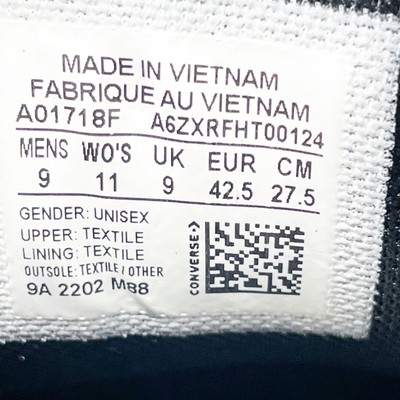 MADE IN VIETNAM
FABRIQUE AU VIETNAM
A01718F A6ZXRFHT00124
MENS WO'S UK EUR CM
9 11 9 42.5 27.5
GENDER: UNISEX
UPPER: TEXTILE
LINING: TEXTILE
OUTSOLE: TEXTILE / OTHER
9A 2202 MB8
CONVERSE